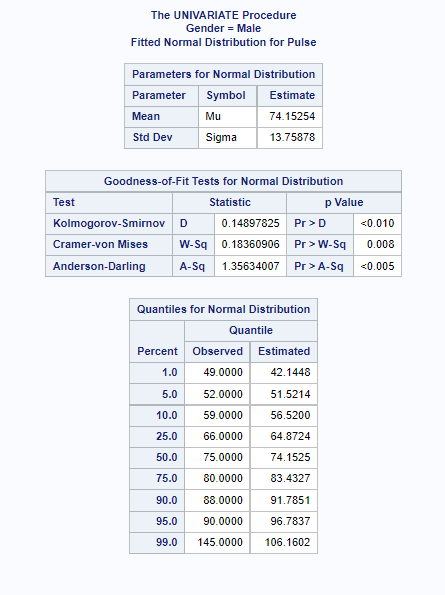 The UNIVARIATE Procedure
Gender = Male
Fitted Normal Distribution for Pulse
Parameters for Normal Distribution
Parameter Symbol Estimate
Mean Mu 74.15254
Std Dev Sigma 13.75878
Goodness-of-Fit Tests for Normal Distribution
Test Statistic p Value
Kolmogorov-Smirnov D 0.14897825 Pr > D <0.010
Cramer-von Mises W-Sq 0.18360906 Pr > W-Sq 0.008
Anderson-Darling A-Sq 1.35634007 Pr > A-Sq <0.005
Quantiles for Normal Distribution
Quantile
Percent Observed Estimated
1.0 49.0000 42.1448
5.0 52.0000 51.5214
10.0 59.0000 56.5200
25.0 66.0000 64.8724
50.0 75.0000 74.1525
75.0 80.0000 83.4327
90.0 88.0000 91.7851
95.0 90.0000 96.7837
99.0 145.0000 106.1602